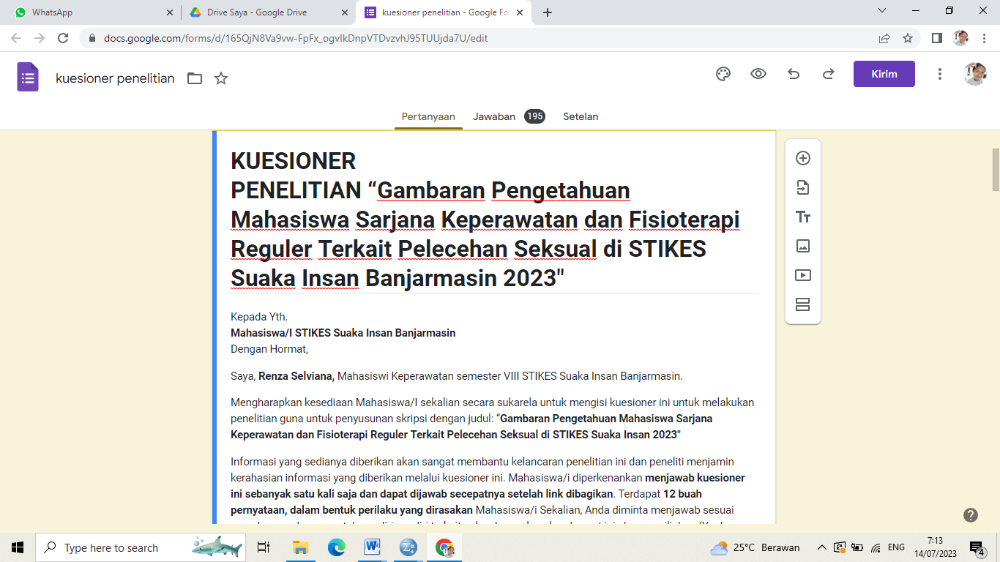 WhatsApp
Drive Saya - Google Drive
kuesioner penelitian - Google Fo
docs.google.com/forms/d/165QjN8Va9vw-FpFx_ogvIkDnpVTDvzvhJ95TUUjda7U/edit
kuesioner penelitian
Kirim
Pertanyaan Jawaban 195 Setelan
KUESIONER
PENELITIAN “Gambaran Pengetahuan
Mahasiswa Sarjana Keperawatan dan Fisioterapi
Reguler Terkait Pelecehan Seksual di STIKES
Suaka Insan Banjarmasin 2023"
Kepada Yth.
Mahasiswa/I STIKES Suaka Insan Banjarmasin
Dengan Hormat,
Saya, Renza Selviana, Mahasiswi Keperawatan semester VIII STIKES Suaka Insan Banjarmasin.
Mengharapkan kesediaan Mahasiswa/I sekalian secara sukarela untuk mengisi kuesioner ini untuk melakukan
penelitian guna untuk penyusunan skripsi dengan judul: “Gambaran Pengetahuan Mahasiswa Sarjana
Keperawatan dan Fisioterapi Reguler Terkait Pelecehan Seksual di STIKES Suaka Insan 2023"
Informasi yang sedianya diberikan akan sangat membantu kelancaran penelitian ini dan peneliti menjamin
kerahasian informasi yang diberikan melalui kuesioner ini. Mahasiswa/i diperkenankan menjawab kuesioner
ini sebanyak satu kali saja dan dapat dijawab secepatnya setelah link dibagikan. Terdapat 12 buah
pernyataan, dalam bentuk perilaku yang dirasakan Mahasiswa/i Sekalian, Anda diminta menjawab sesuai
Type here to search
25°C Berawan
ENG
7:13
14/07/2023
4